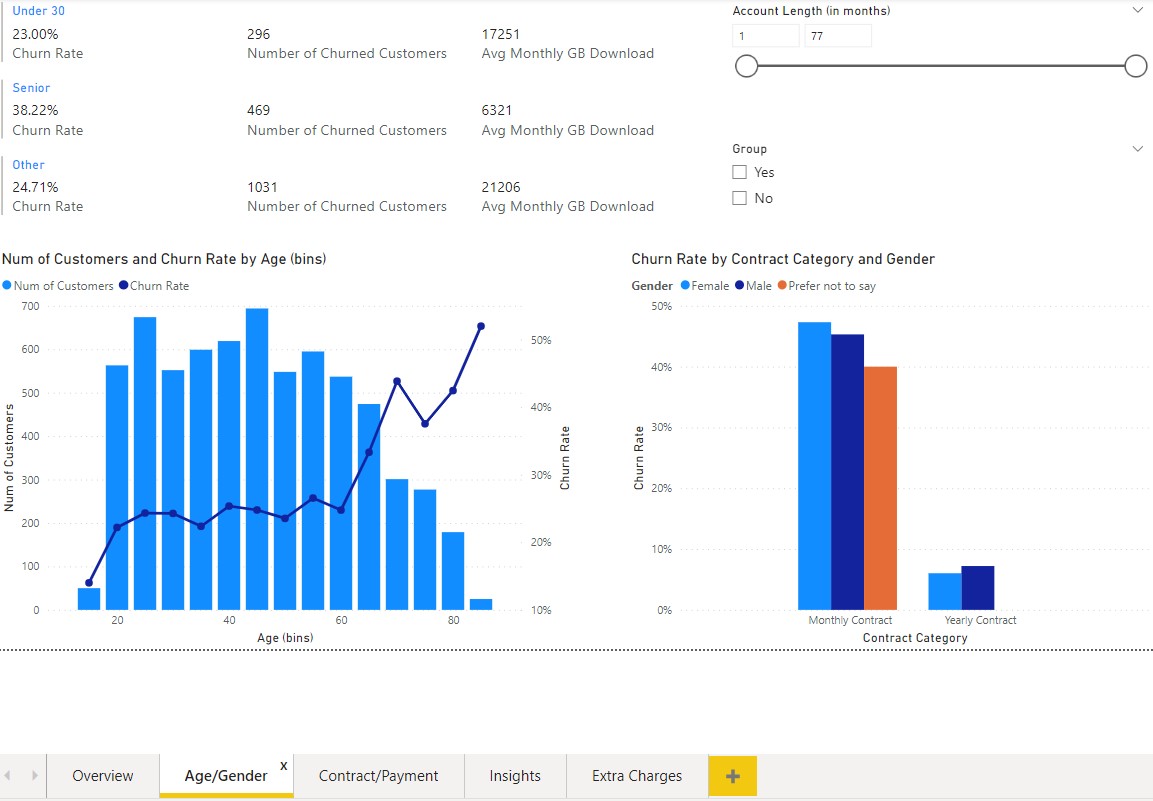 Under 30
23.00%
Churn Rate
296
Number of Churned Customers
17251
Avg Monthly GB Download
Senior
38.22%
Churn Rate
469
Number of Churned Customers
6321
Avg Monthly GB Download
Other
24.71%
Churn Rate
1031
Number of Churned Customers
21206
Avg Monthly GB Download
Account Length (in months)
1
77
Group
Yes
No
Num of Customers and Churn Rate by Age (bins)
Num of Customers Churn Rate
Num of Customers
700
600
500
400
300
200
100
0
50%
40%
30%
20%
10%
Churn Rate
20 40 60 80
Age (bins)
Churn Rate by Contract Category and Gender
Gender Female Male Prefer not to say
Churn Rate
50%
40%
30%
20%
10%
0%
Monthly Contract Yearly Contract
Contract Category
Overview Age/Gender x Contract/Payment Insights Extra Charges +